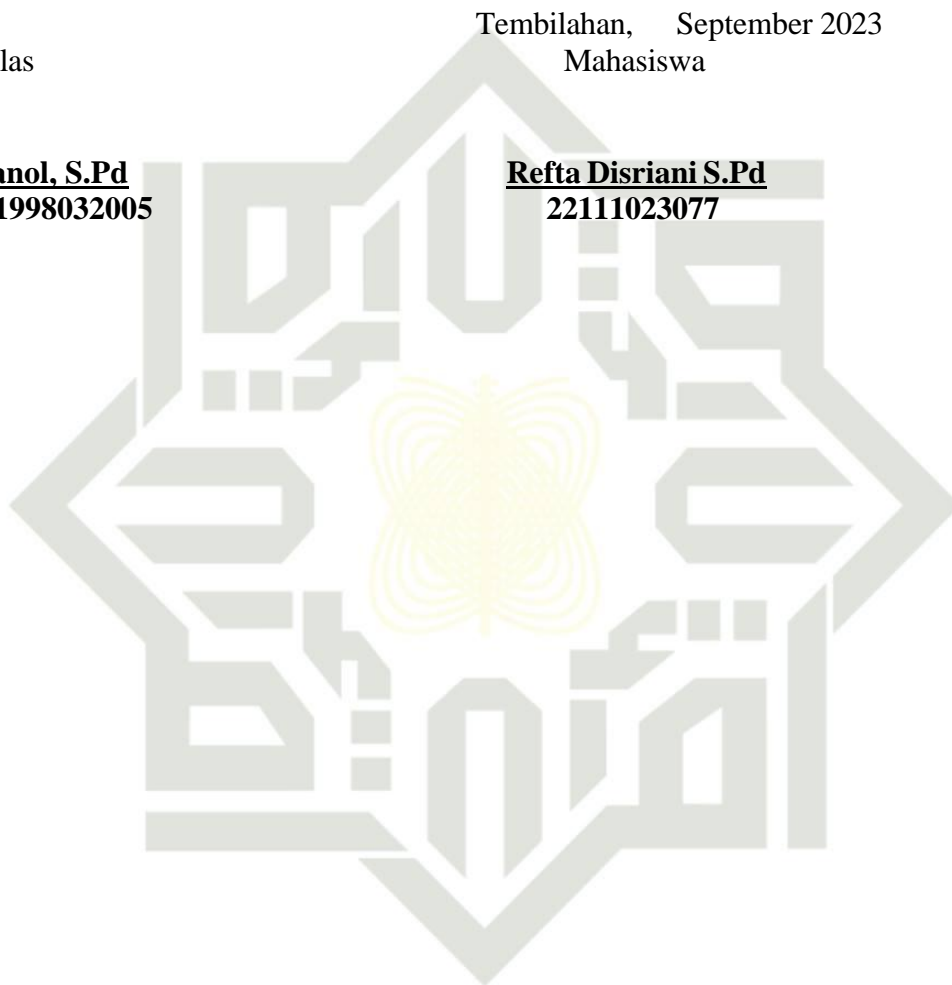 Tembilahan, September 2023
las Mahasiswa
anol, S.Pd Refta Disriani S.Pd
1998032005 22111023077